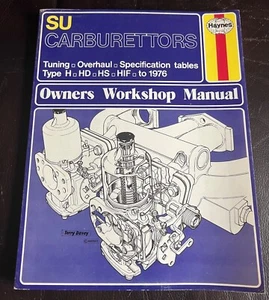 SU
CARBURETTORS
Haynes
Tuning □ Overhaul □ Specification tables
Type H □ HD □ HS □ HIF □ to 1976
Owners Workshop Manual
Terry Davey